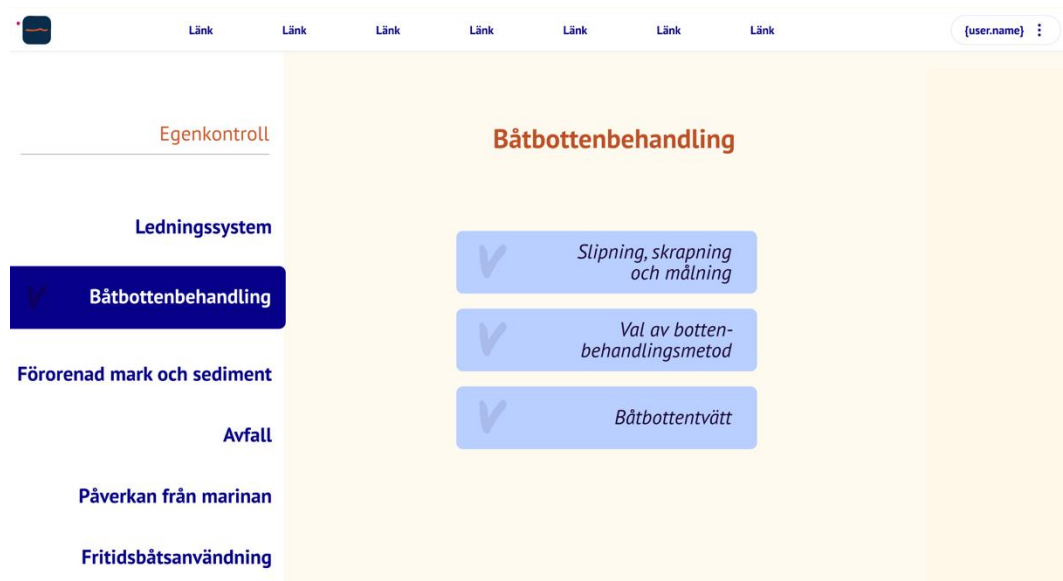 Länk
Länk
Länk
Länk
Länk
Länk
Länk
{user.name}
Egenkontroll
Ledningssystem
Båtbottenbehandling
Förorenad mark och sediment
Avfall
Påverkan från marinan
Fritidsbåtsanvändning
Båtbottenbehandling
Slipning, skrapning
och målning
Val av botten-
behandlingsmetod
Båtbottentvätt